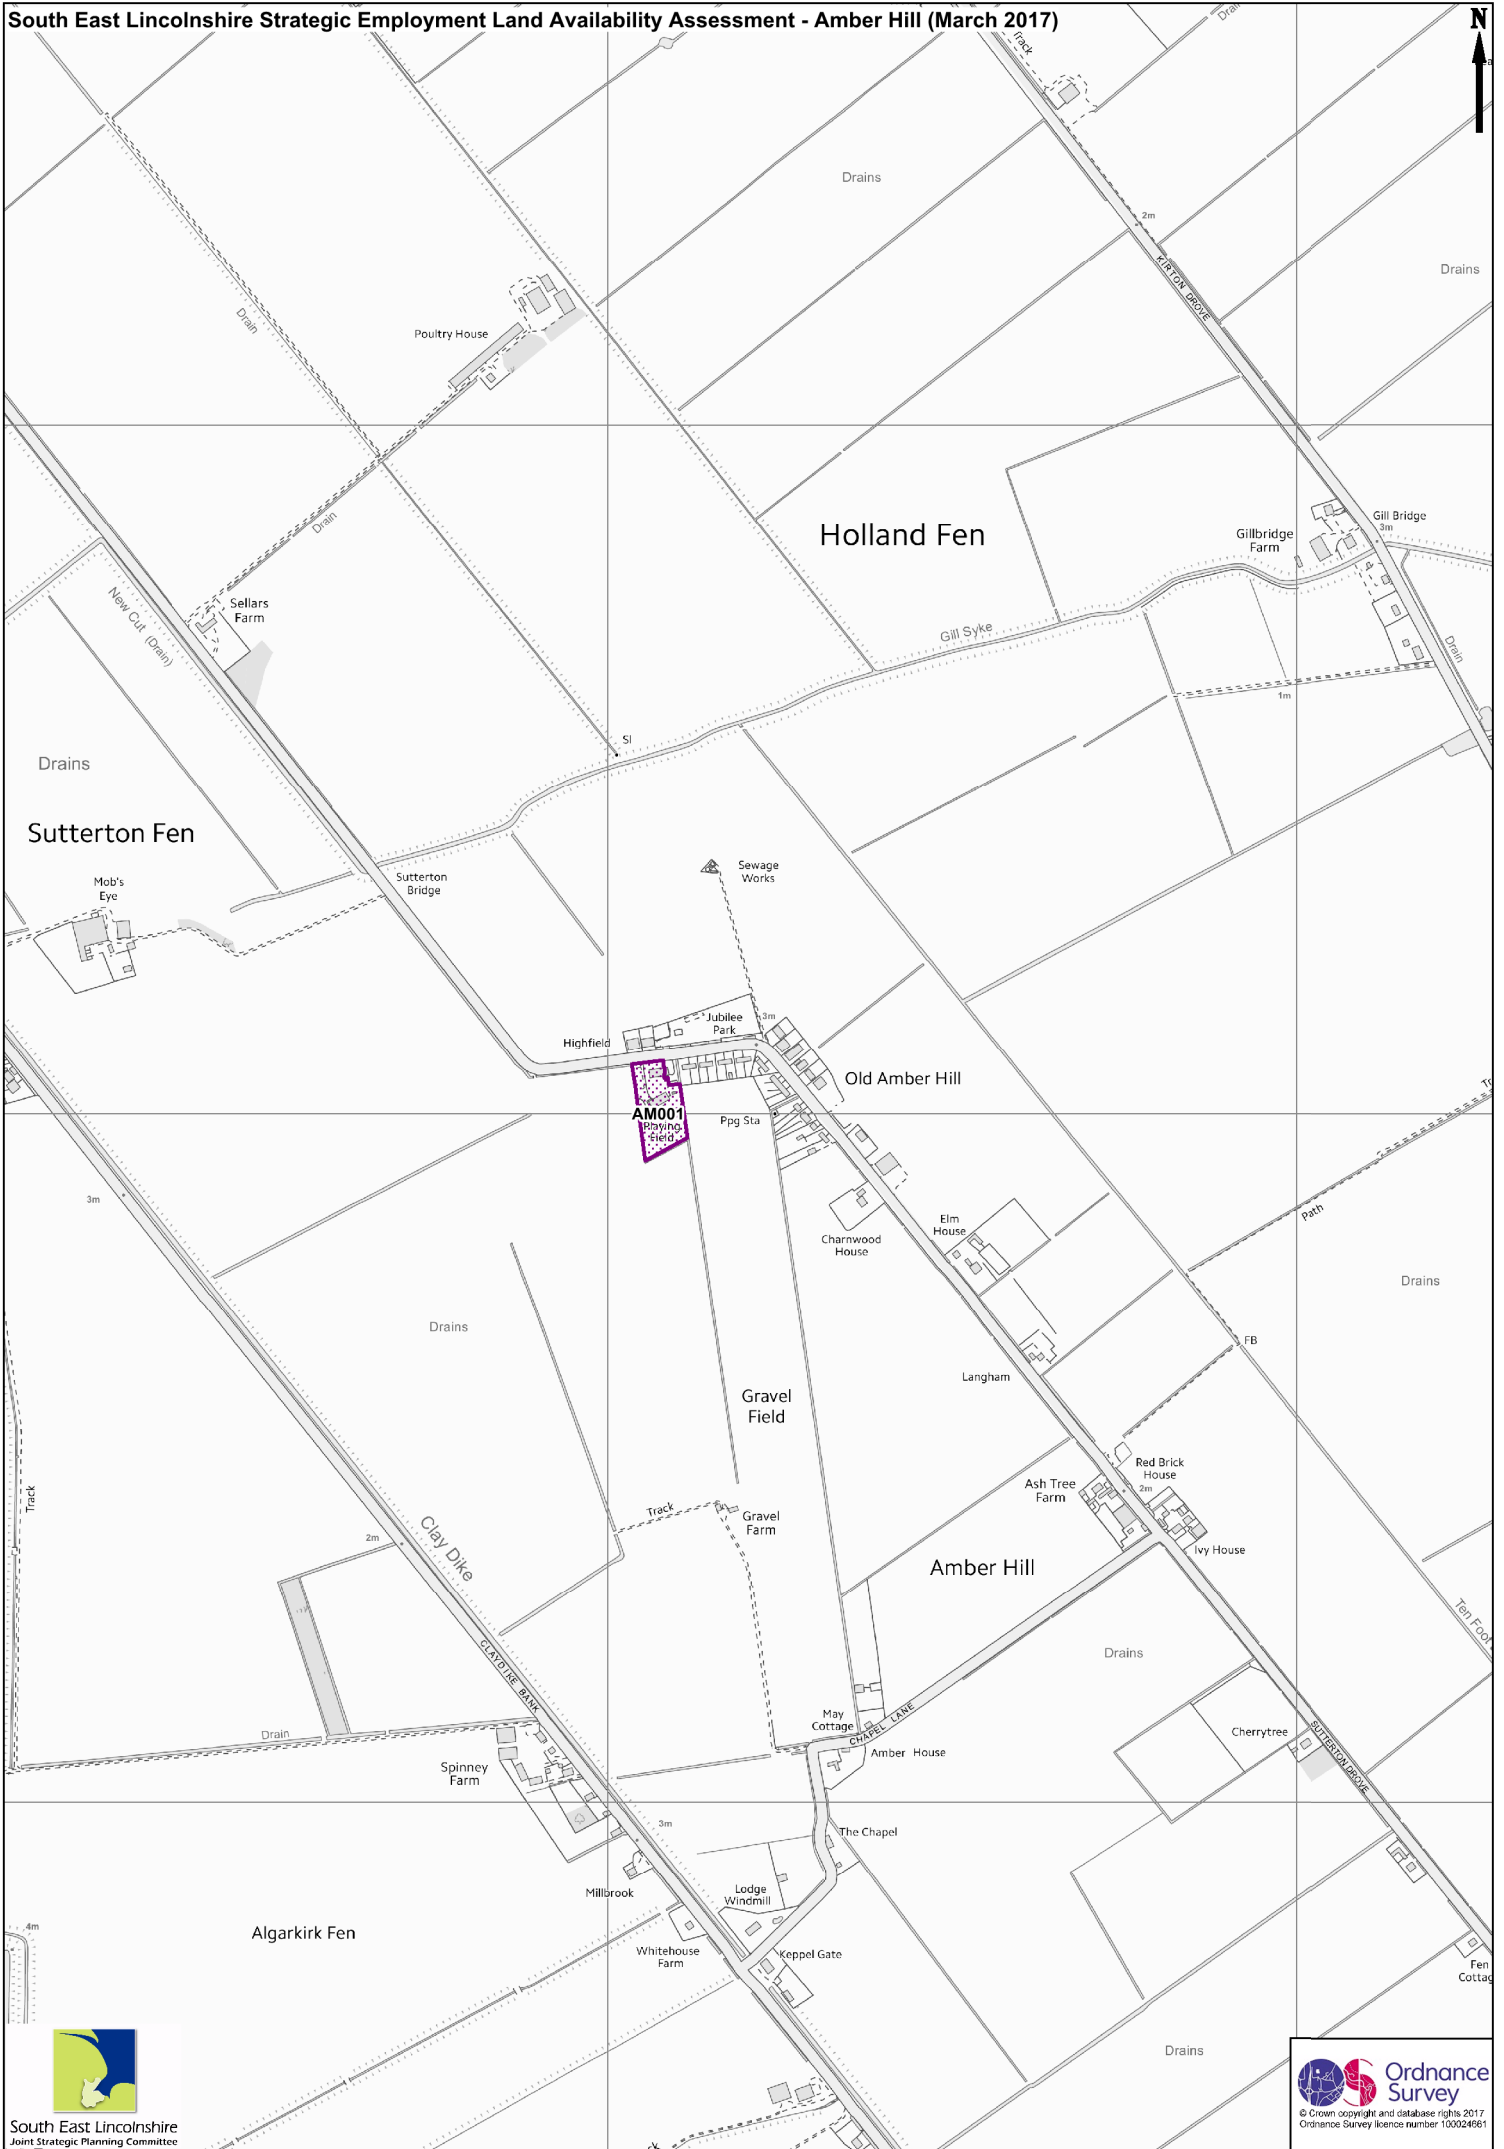 South East Lincolnshire Strategic Employment Land Availability Assessment - Amber Hill (March 2017)
N
Track
Drain
Drains
2m
KIRTON DROVE
Drains
Drain
Poultry House
Drain
Holland Fen
Gillbridge
Farm
Gill Bridge
3m
New Cut (Drain)
Sellars
Farm
Gill Syke
Drain
1m
Sl
Drains
Sutterton Fen
Mob's
Eye
Sutterton
Bridge
Sewage
Works
Highfield
Jubilee
Park
3m
Old Amber Hill
AM001
Playing
Field
Ppg Sta
3m
Charnwood
House
Elm
House
Path
Drains
Drains
FB
Langham
Gravel
Field
Track
Red Brick
House
Ash Tree
Farm
2m
Track
Gravel
Farm
2m
Clay Dike
Ivy House
Amber Hill
Ten Foot
CLAYDIKE BANK
Drains
May
Cottage
CHAPEL LANE
Drain
Amber House
Cherrytree
SUTTERTON DROVE
Spinney
Farm
3m
The Chapel
Millbrook
Lodge
Windmill
4m
Algarkirk Fen
Whitehouse
Farm
Keppel Gate
Fen
Cottag
Drains
South East Lincolnshire
Joint Strategic Planning Committee
Ordnance
Survey
© Crown copyright and database rights 2017
Ordnance Survey licence number 100024661